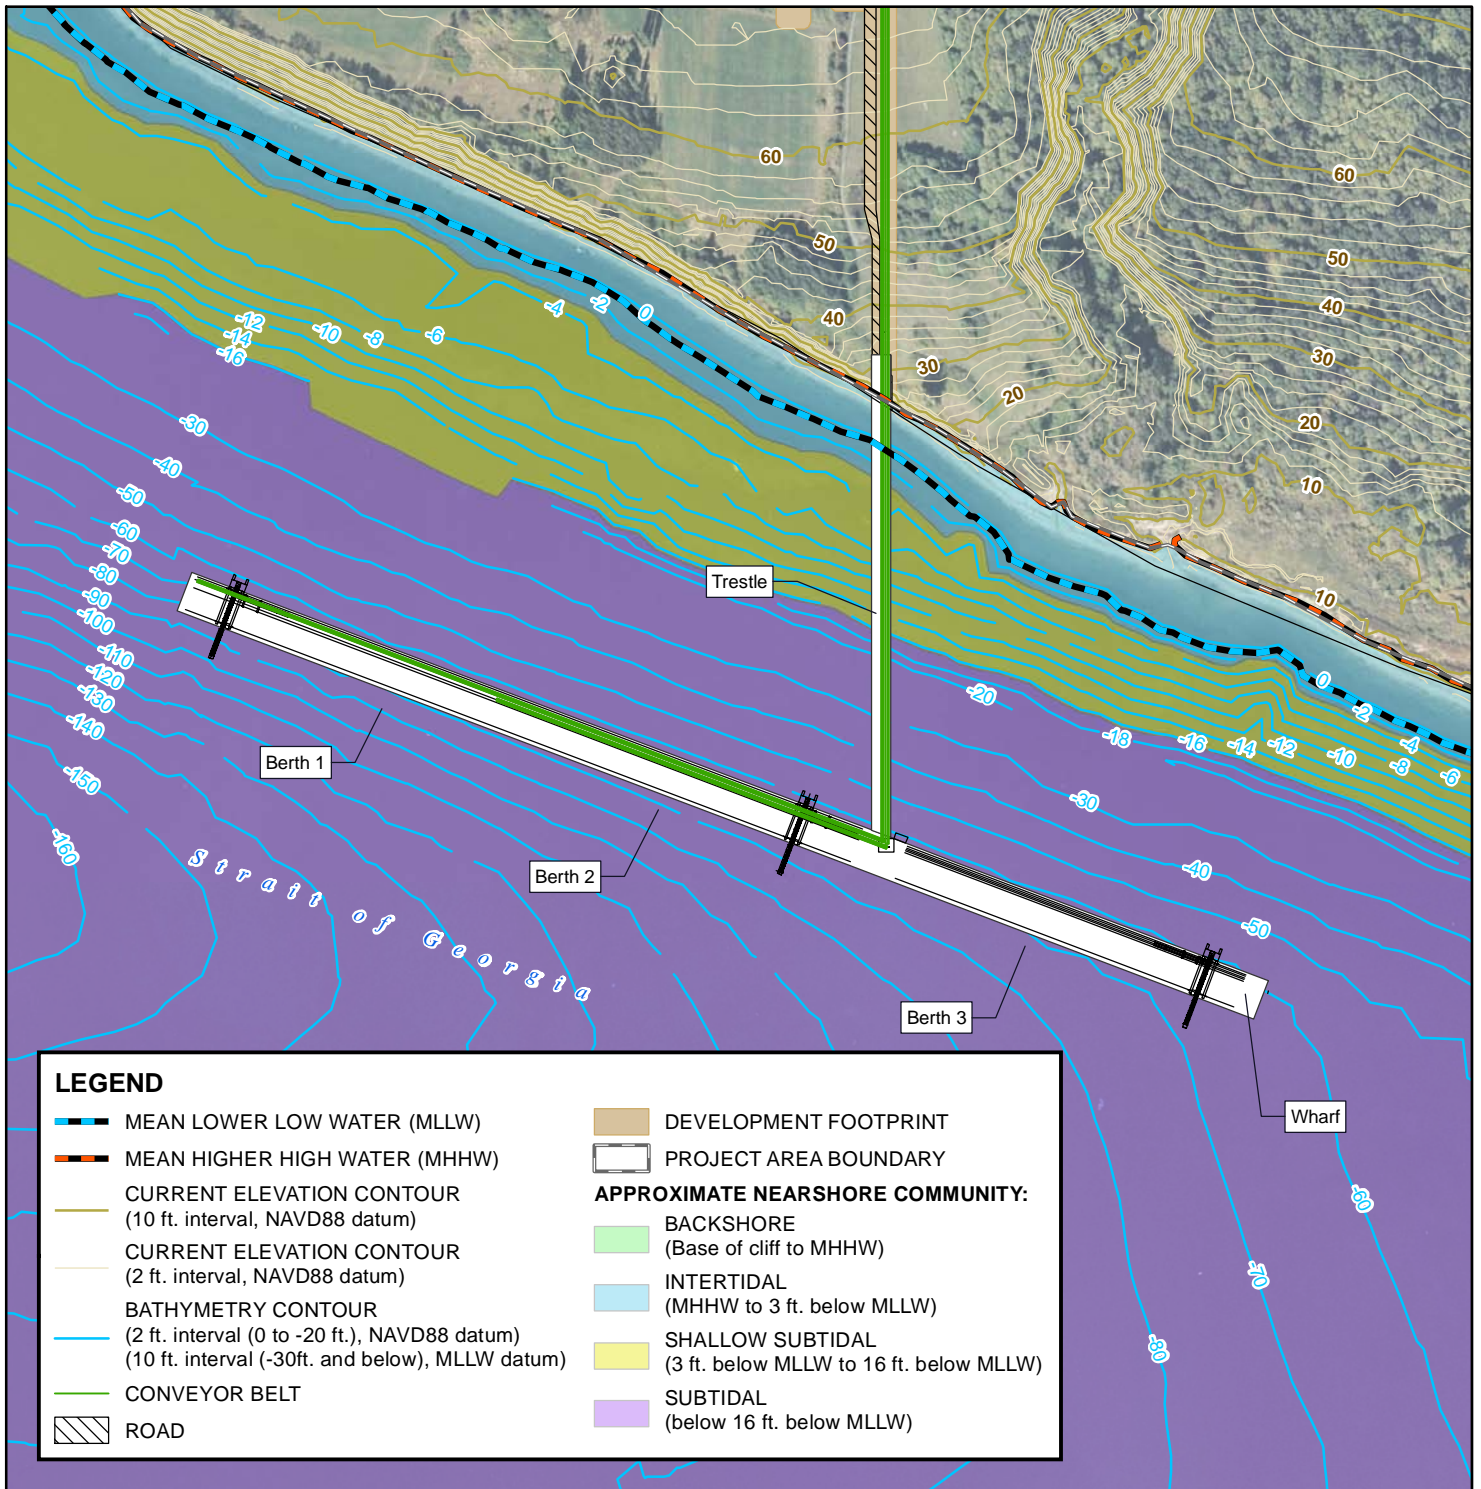 60
60
50
50
40
40
30
30
20
20
10
10
0
-2
-4
-6
-8
-10
-12
-14
-16
-30
-40
-50
-60
-70
-80
-90
-100
-110
-120
-130
-140
-150
-160
Trestle
Berth 1
Berth 2
Berth 3
Wharf
Strait of Georgia
0
-2
-4
-6
-8
-10
-12
-14
-16
-18
-20
-30
-40
-50
-60
-70
-80
LEGEND
MEAN LOWER LOW WATER (MLLW)
MEAN HIGHER HIGH WATER (MHHW)
CURRENT ELEVATION CONTOUR
(10 ft. interval, NAVD88 datum)
CURRENT ELEVATION CONTOUR
(2 ft. interval, NAVD88 datum)
BATHYMETRY CONTOUR
(2 ft. interval (0 to -20 ft.), NAVD88 datum)
(10 ft. interval (-30ft. and below), MLLW datum)
CONVEYOR BELT
ROAD
DEVELOPMENT FOOTPRINT
PROJECT AREA BOUNDARY
APPROXIMATE NEARSHORE COMMUNITY:
BACKSHORE
(Base of cliff to MHHW)
INTERTIDAL
(MHHW to 3 ft. below MLLW)
SHALLOW SUBTIDAL
(3 ft. below MLLW to 16 ft. below MLLW)
SUBTIDAL
(below 16 ft. below MLLW)